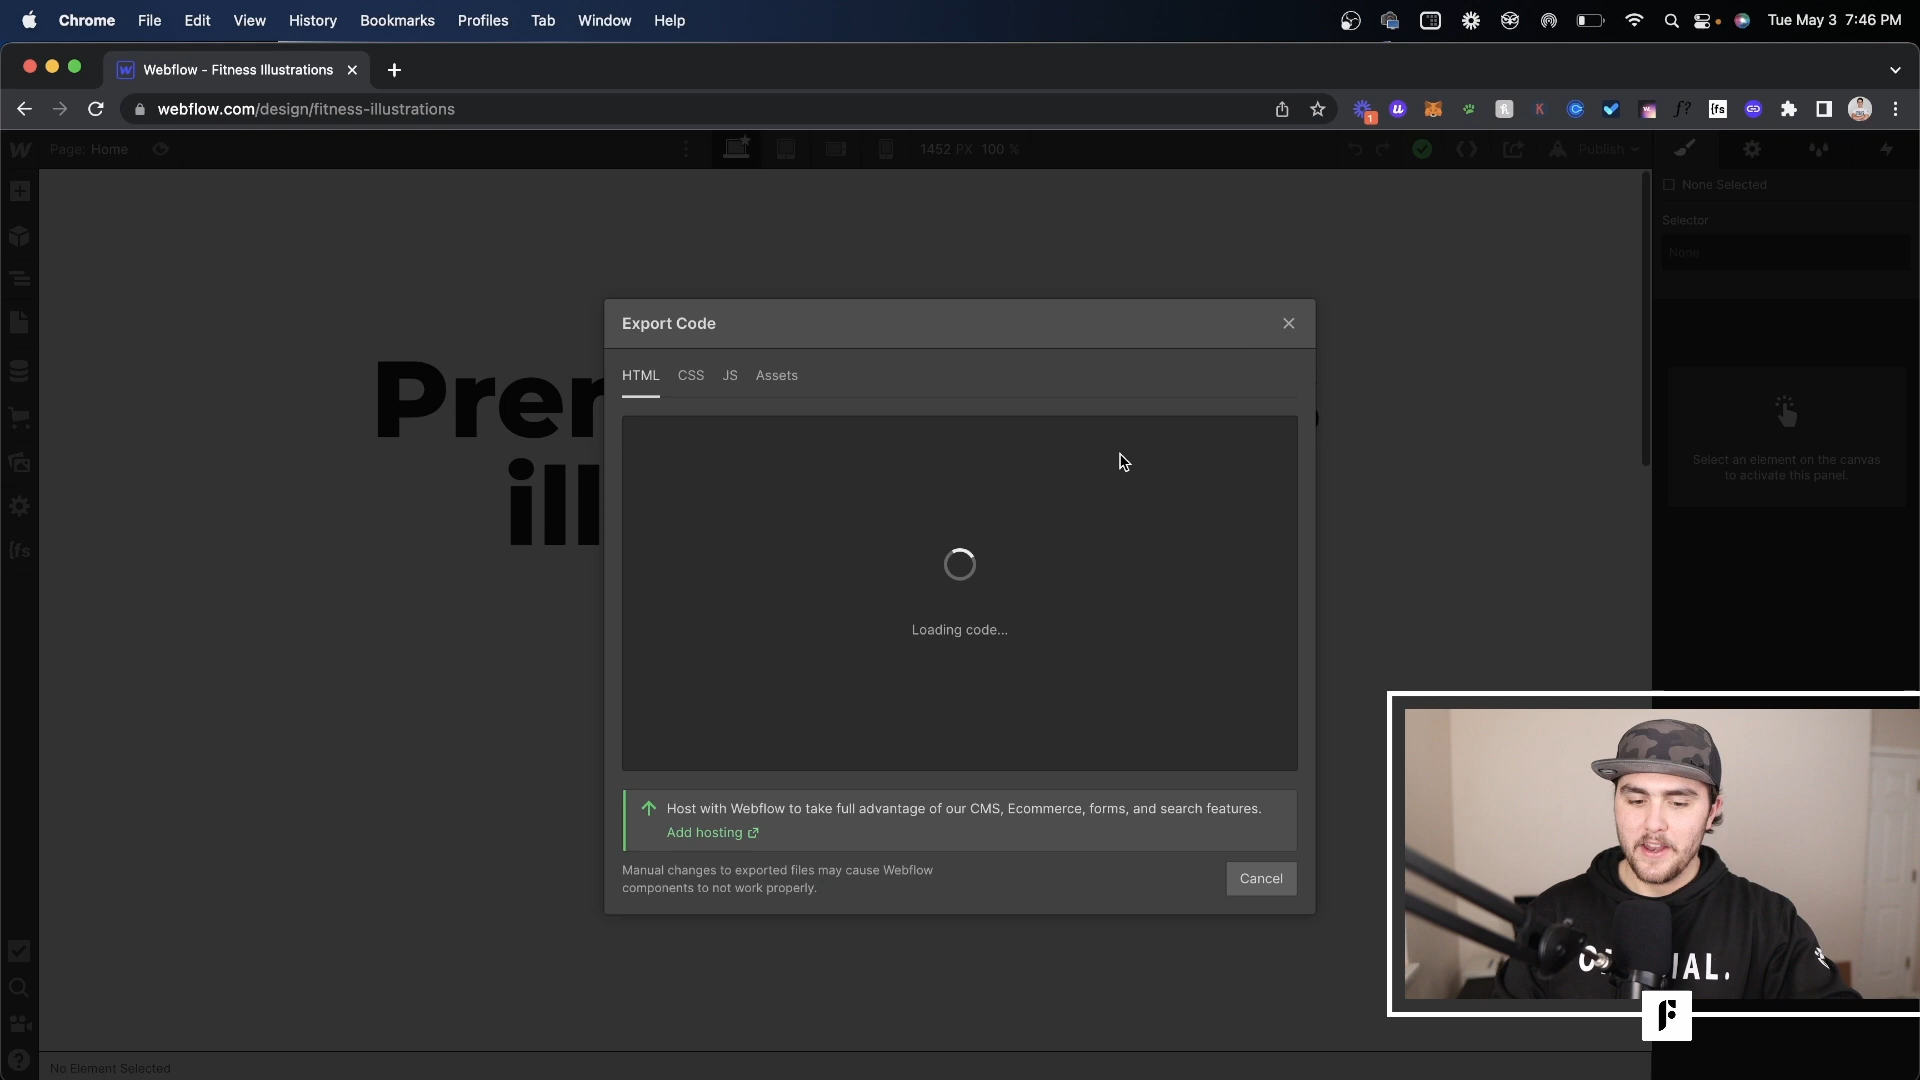 Chrome File Edit View History Bookmarks Profiles Tab Window Help Tue May 3 7:46 PM
Webflow - Fitness Illustrations
webflow.com/design/fitness-illustrations
1
Page: Home 1452 PX 100 % Publish
None Selected
Selector
None
Export Code
HTML CSS JS Assets
Pren
ill
Select an element on the canvas
to activate this panel.
Loading code...
Host with Webflow to take full advantage of our CMS, Ecommerce, forms, and search features.
Add hosting
Manual changes to exported files may cause Webflow
components to not work properly.
Cancel
No Element Selected